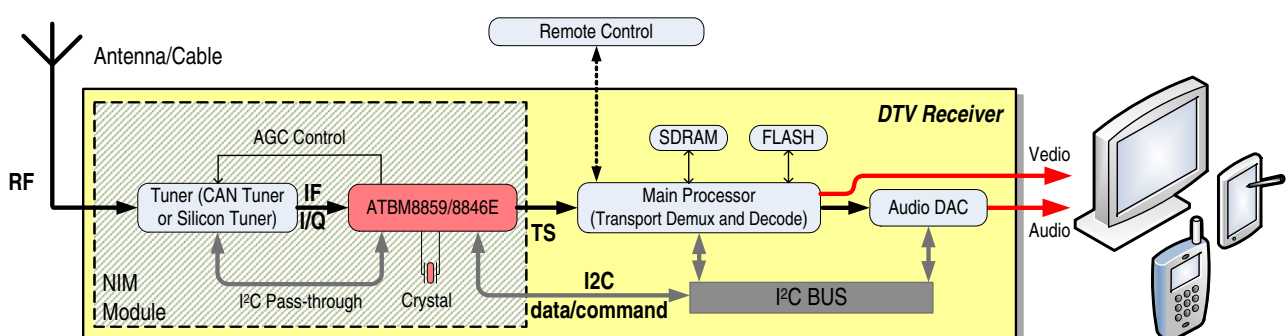 Remote Control
Antenna/Cable
DTV Receiver
AGC Control
SDRAM
FLASH
Vedio
RF
Tuner (CAN Tuner
or Silicon Tuner)
IF
I/Q
ATBM8859/8846E
TS
Main Processor
(Transport Demux and Decode)
Audio DAC
Audio
NIM
Module
I²C Pass-through
Crystal
I2C
data/command
I²C BUS